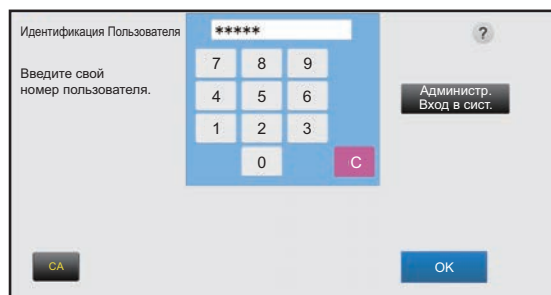 Идентификация Пользователя
*****
?
Введите свой
номер пользователя.
7 8 9
4 5 6
1 2 3
0 C
Администр.
Вход в сист.
CA
OK